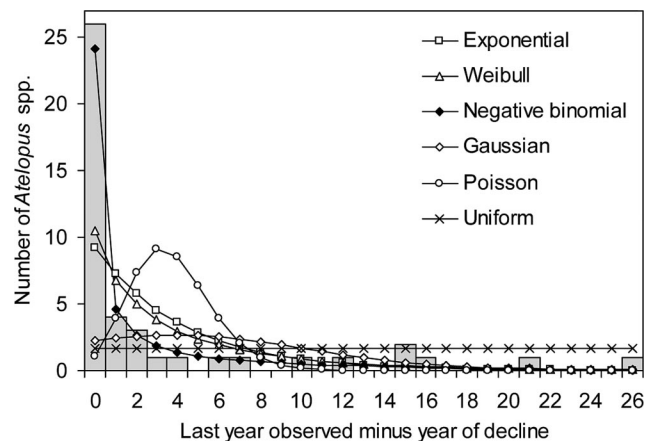 Number of Atelopus spp.
25
20
15
10
5
0
Exponential
Weibull
Negative binomial
Gaussian
Poisson
Uniform
0 2 4 6 8 10 12 14 16 18 20 22 24 26
Last year observed minus year of decline